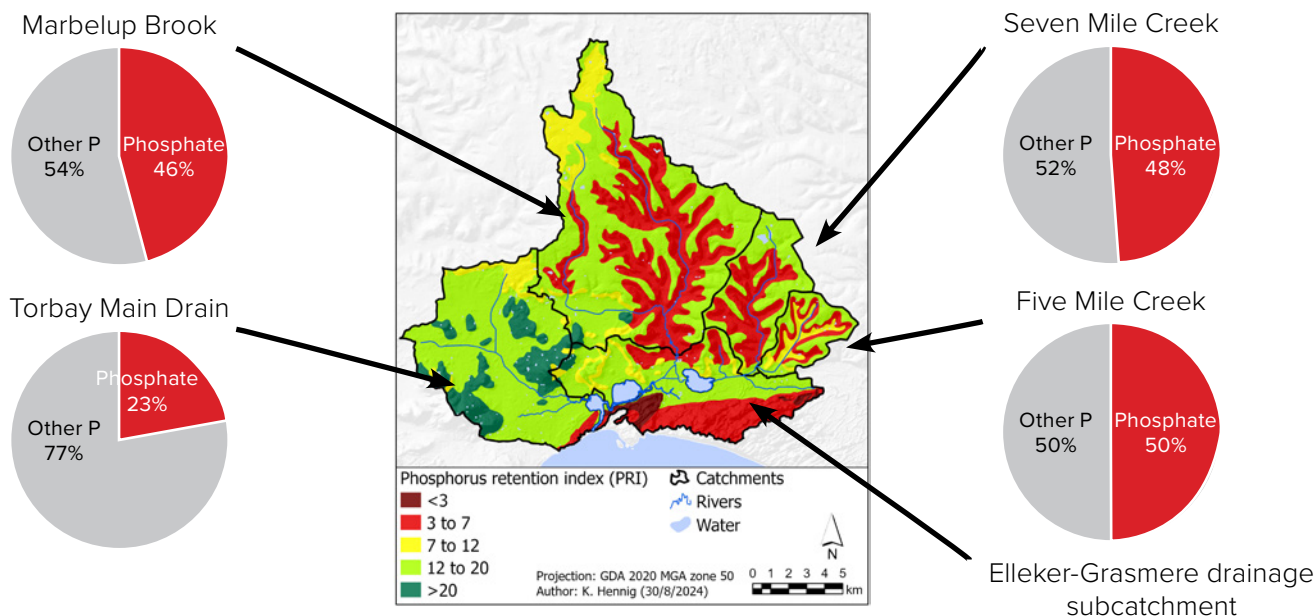 Marbelup Brook
Other P
54%
Phosphate
46%
Torbay Main Drain
Phosphate
23%
Other P
77%
Seven Mile Creek
Other P
52%
Phosphate
48%
Five Mile Creek
Other P
50%
Phosphate
50%
Elleker-Grasmere drainage
subcatchment
Phosphorus retention index (PRI)
<3
3 to 7
7 to 12
12 to 20
>20
Catchments
Rivers
Water
N
Projection: GDA 2020 MGA zone 50
Author: K. Hennig (30/8/2024)
0 1 2 3 4 5
km